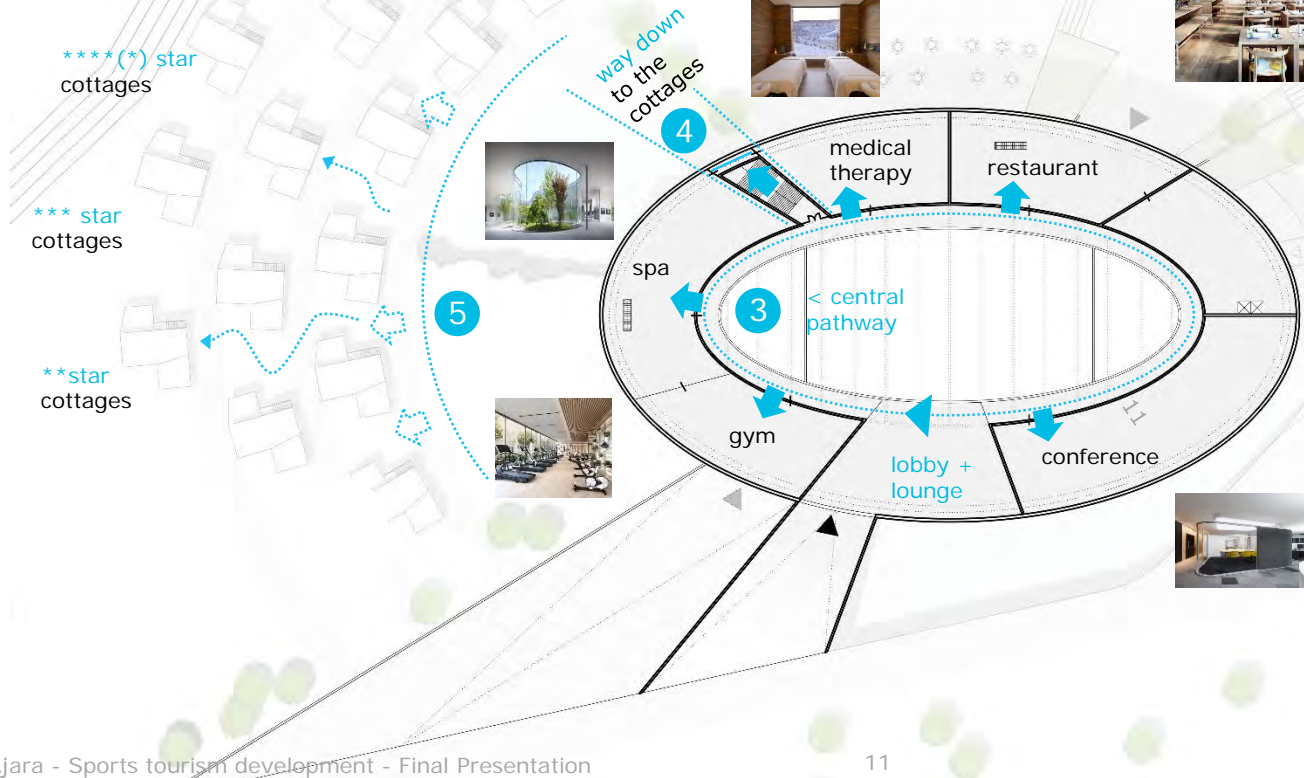 ****(*) star
cottages
way down
to the
cottages
4
medical
therapy
restaurant
*** star
cottages
spa
5
3
< central
pathway
**star
cottages
gym
lobby +
lounge
conference
jara - Sports tourism development - Final Presentation
11